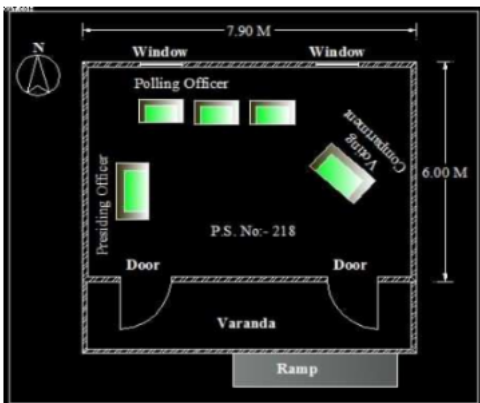 7.90 M
N
Window
Window
Polling Officer
Voting
Compartment
6.00 M
Presiding Officer
P.S. No:- 218
Door
Door
Varanda
Ramp